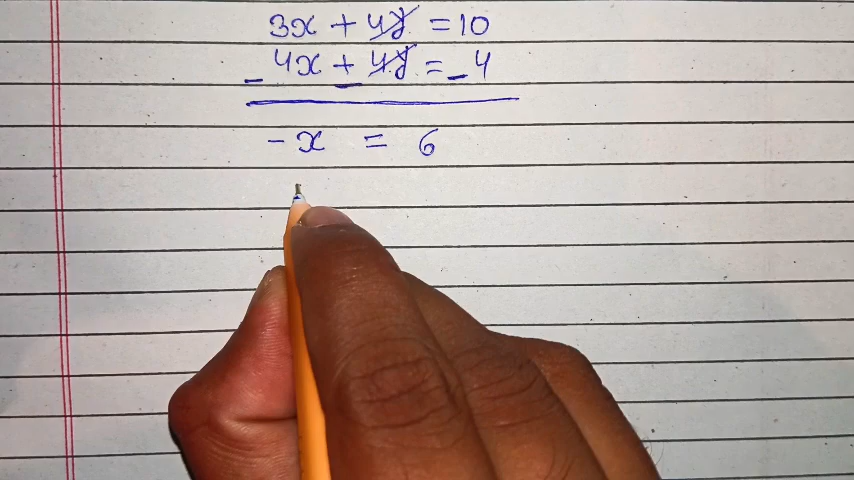 3x + 4y = 10
_ 4x + 4y = _ 4
- x = 6